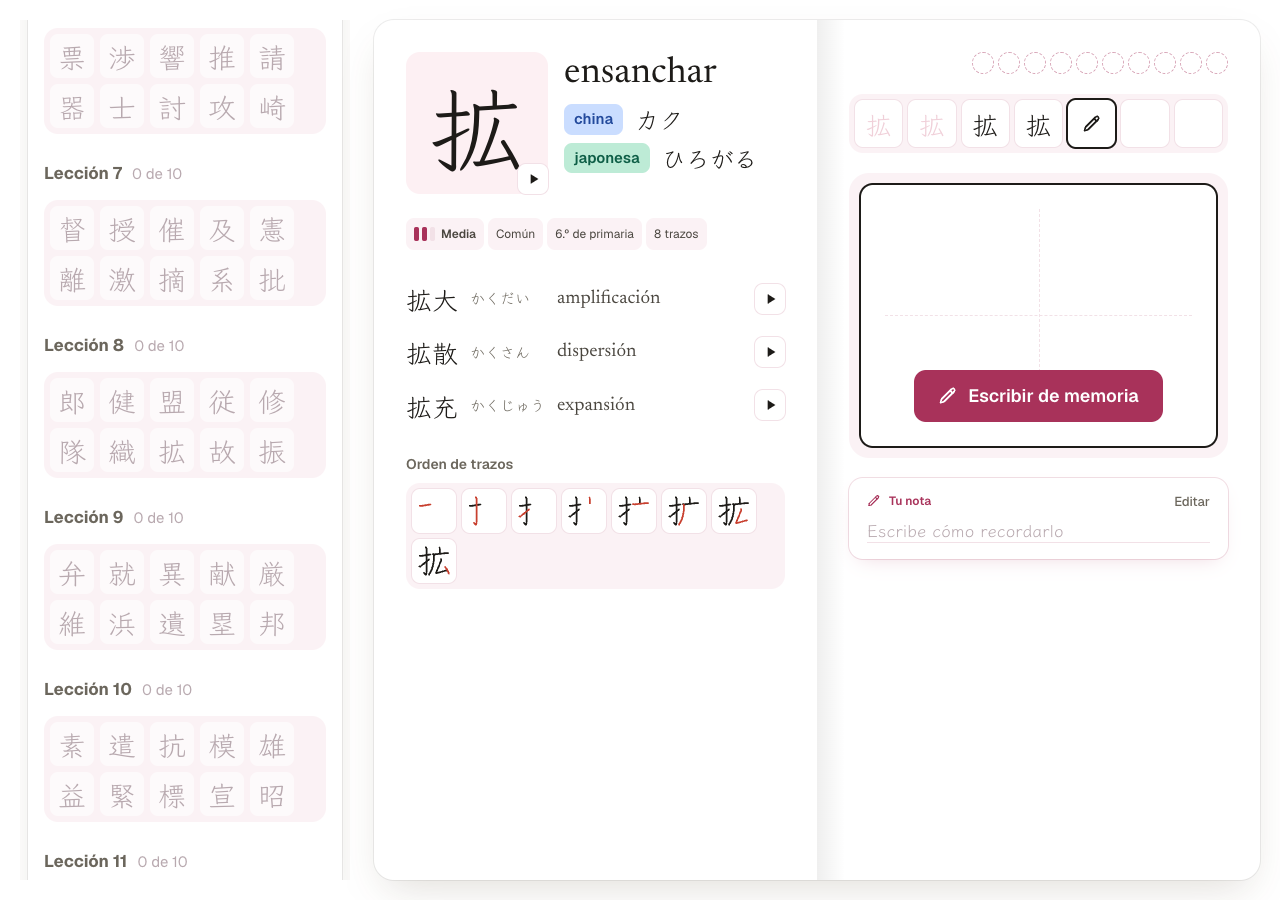 票 渉 響 推 請
器 士 討 攻 崎
Lección 7 0 de 10
督 授 催 及 憲
離 激 摘 系 批
Lección 8 0 de 10
郎 健 盟 従 修
隊 織 拡 故 振
Lección 9 0 de 10
弁 就 異 献 厳
維 浜 遺 塁 邦
Lección 10 0 de 10
素 遣 抗 模 雄
益 緊 標 宣 昭
Lección 11 0 de 10
拡
ensanchar
china カク
japonesa ひろがる
Media Común 6.º de primaria 8 trazos
拡大 かくだい amplificación
拡散 かくさん dispersión
拡充 かくじゅう expansión
Orden de trazos
拡
拡 拡 拡 拡
Escribir de memoria
Tu nota Editar
Escribe cómo recordarlo